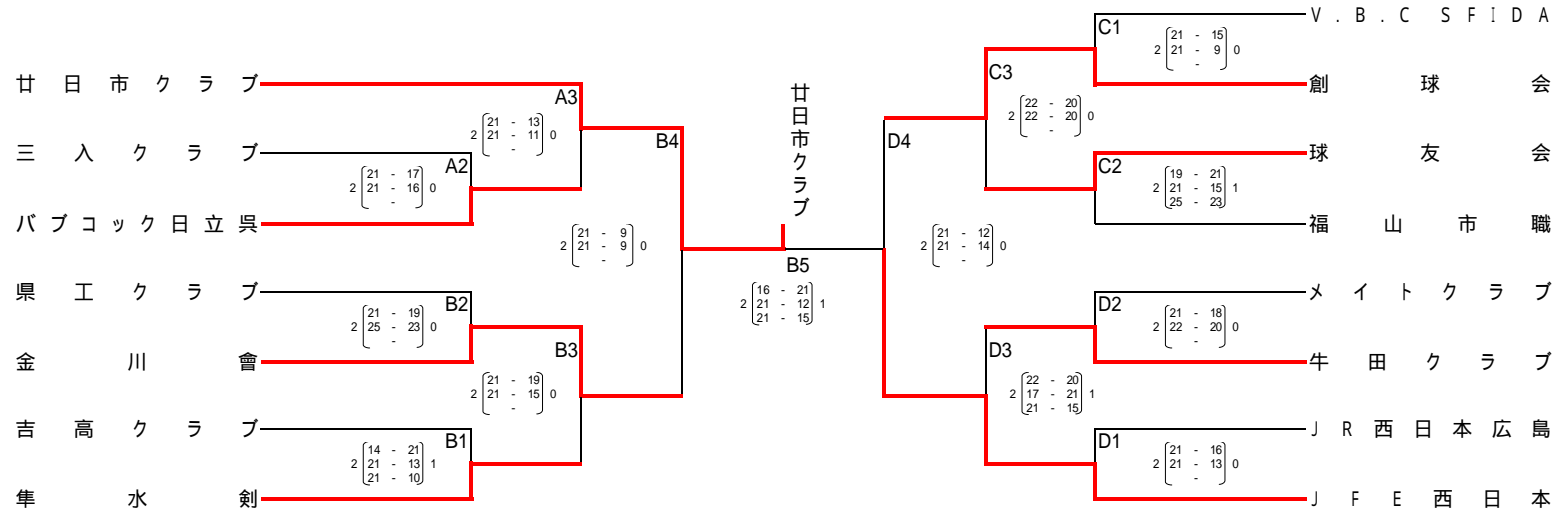 V.B.C SFIDA
C1
21 - 15
2 21 - 9 0
-
創球会
廿日市クラブ
A3
21 - 13
2 21 - 11 0
-
三入クラブ
A2
21 - 17
2 21 - 16 0
-
バブコック日立呉
B4
21 - 9
2 21 - 9 0
-
県工クラブ
B2
21 - 19
2 25 - 23 0
-
金川會
B3
21 - 19
2 21 - 15 0
-
吉高クラブ
B1
14 - 21
2 21 - 13 1
21 - 10
隼水剣
廿日市クラブ
B5
16 - 21
2 21 - 12 1
21 - 15
C3
22 - 20
2 22 - 20 0
-
D4
21 - 12
2 21 - 14 0
-
球友会
C2
19 - 21
2 21 - 15 1
25 - 23
福山市職
メイトクラブ
D2
21 - 18
2 22 - 20 0
-
牛田クラブ
D3
22 - 20
2 17 - 21 1
21 - 15
JR西日本広島
D1
21 - 16
2 21 - 13 0
-
JFE西日本